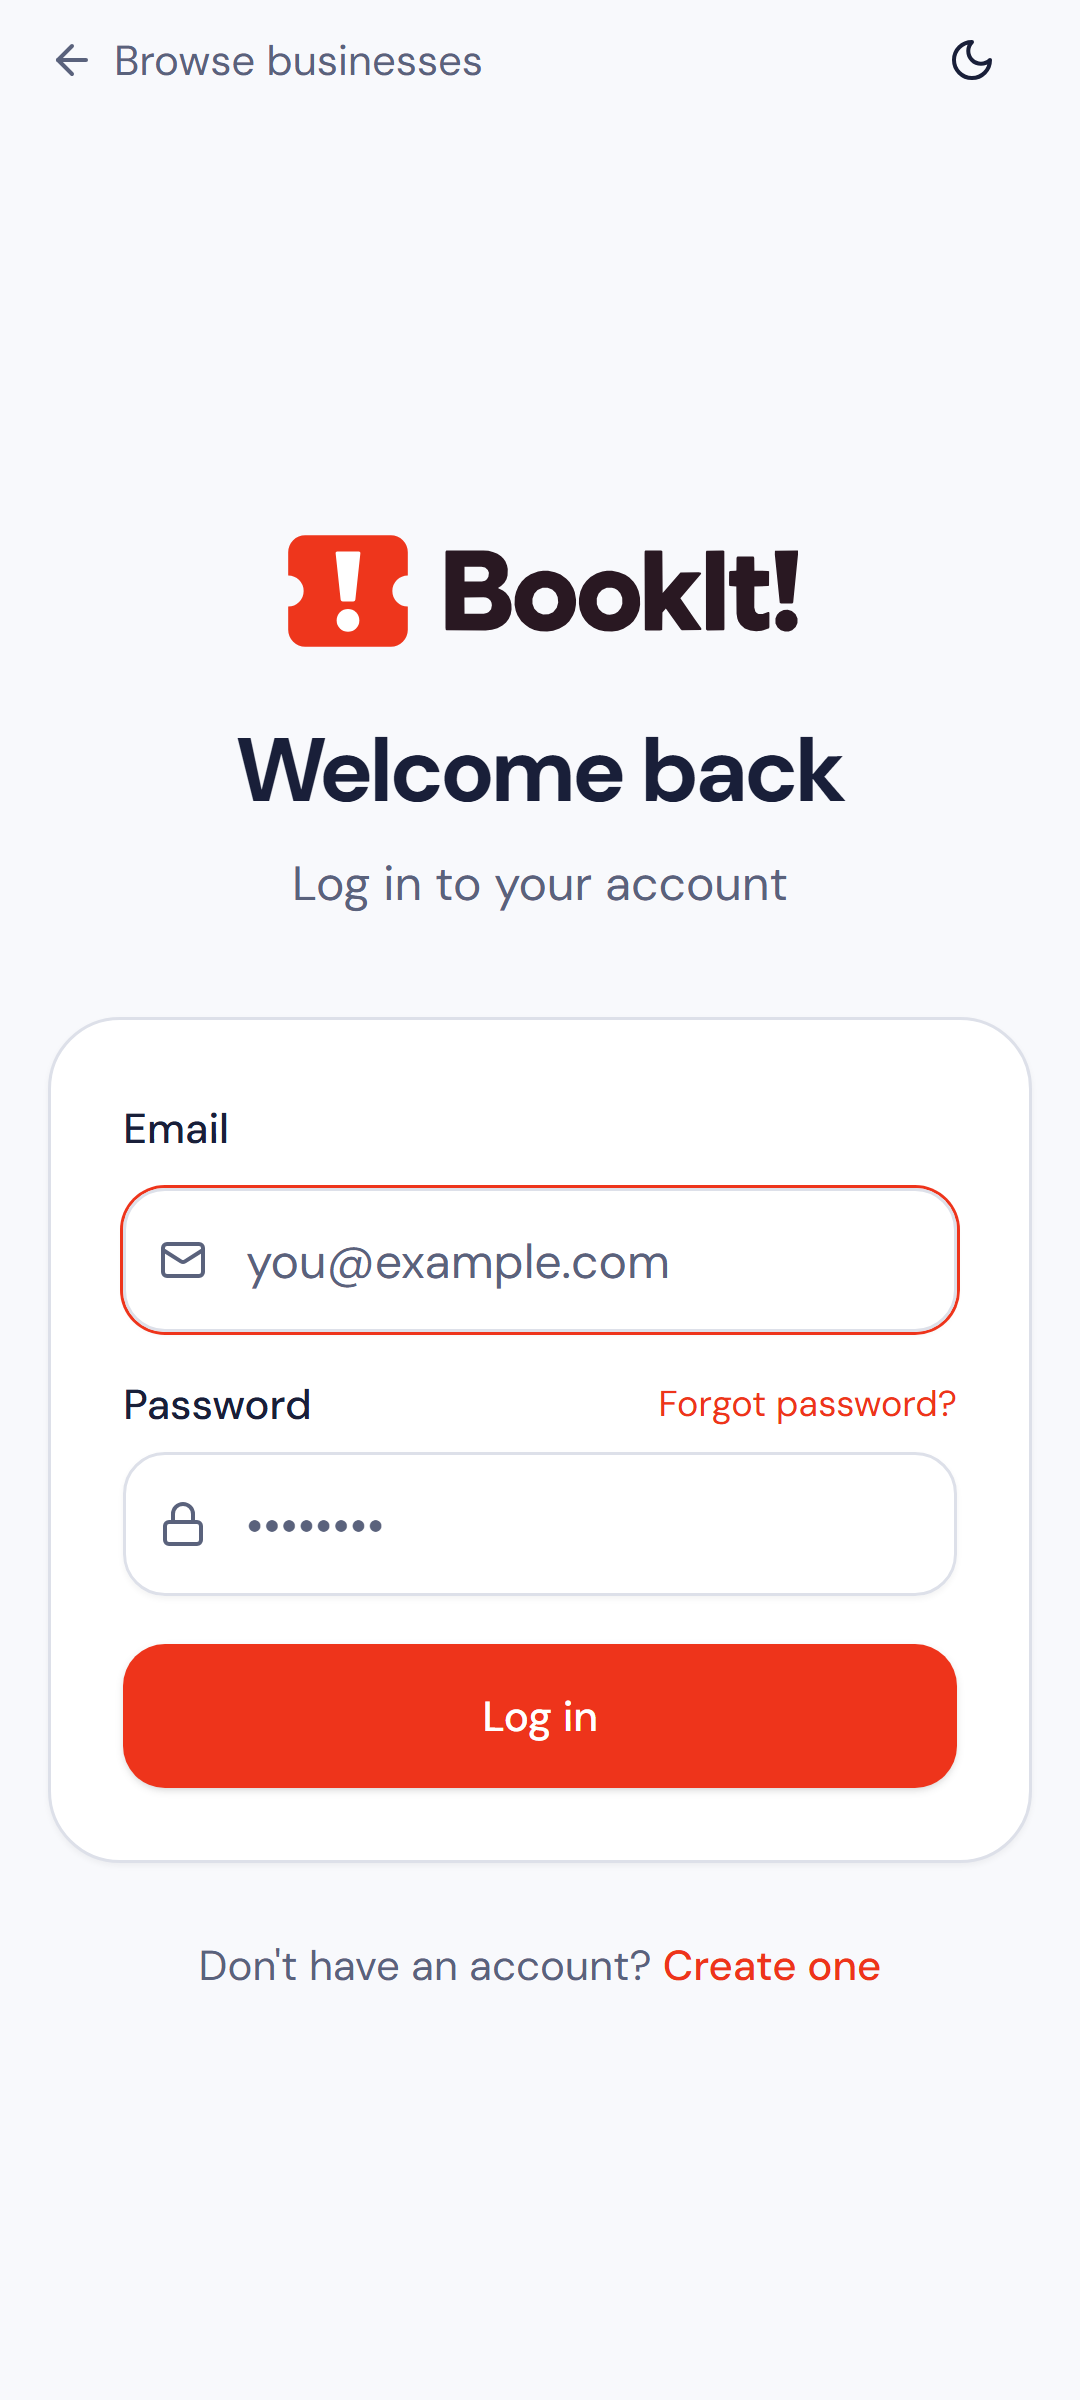 Browse businesses
! BookIt!
Welcome back
Log in to your account
Email
you@example.com
Password Forgot password?
••••••••
Log in
Don't have an account? Create one